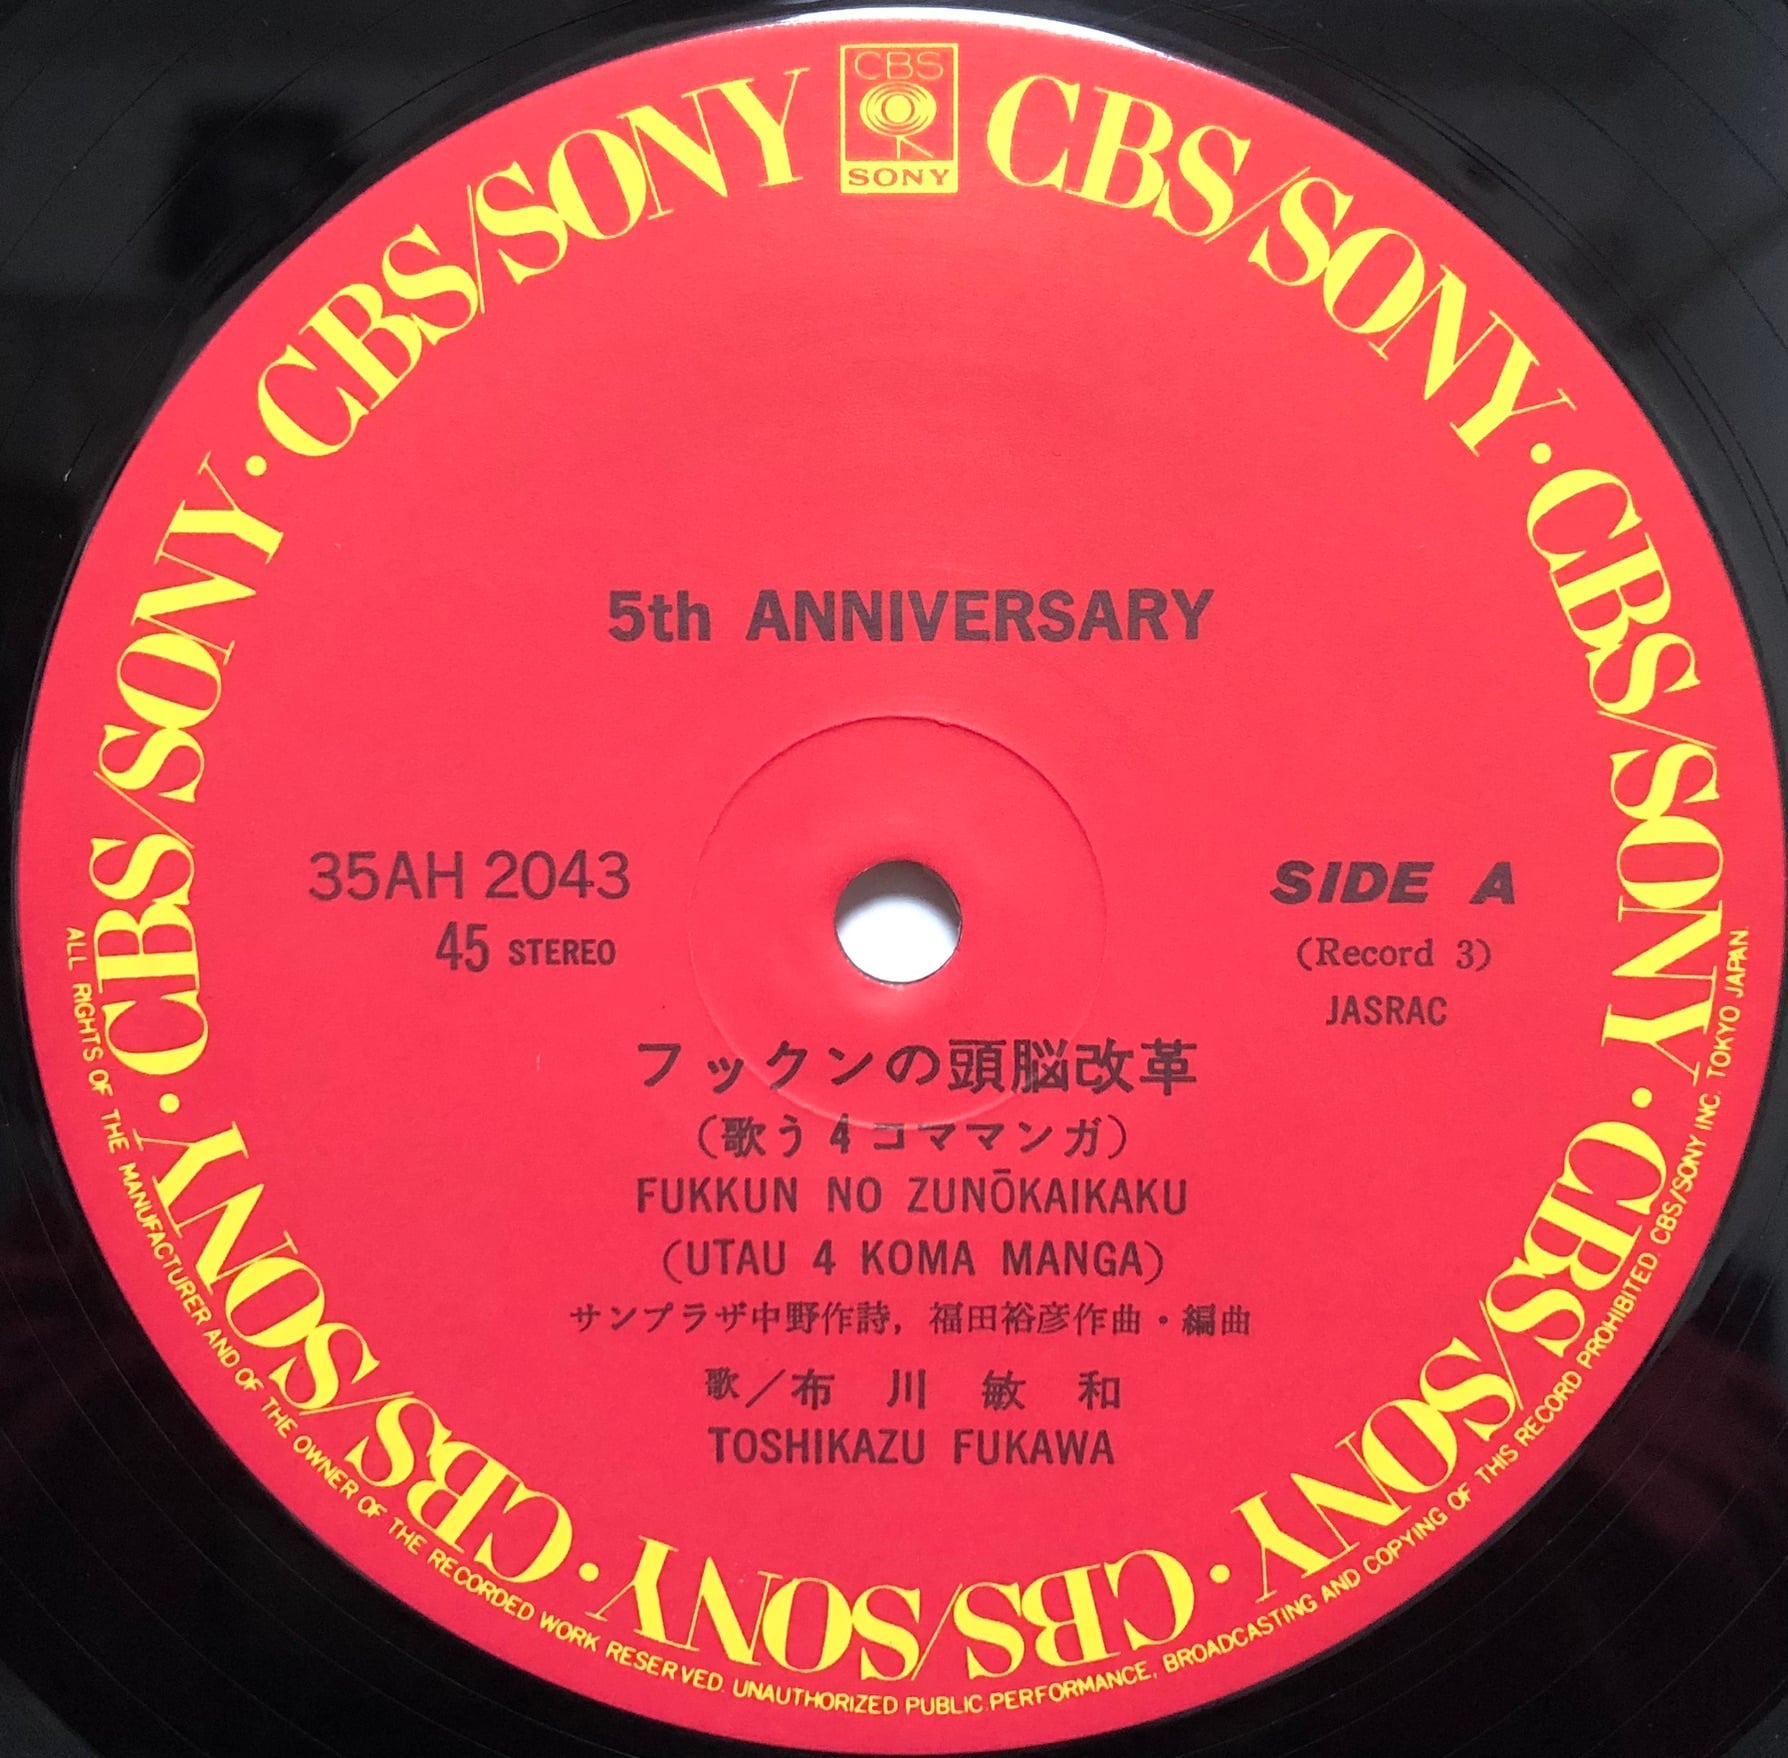 CBS
SONY
CBS/SONY · CBS/SONY · CBS/SONY · CBS/SONY · CBS/SONY · CBS/SONY · CBS/SONY
5th ANNIVERSARY
35AH 2043
45 STEREO
SIDE A
(Record 3)
JASRAC
フックンの頭脳改革
(歌う4コママンガ)
FUKKUN NO ZUNŌKAIKAKU
(UTAU 4 KOMA MANGA)
サンプラザ中野作詩, 福田裕彦作曲・編曲
歌/布川敏和
TOSHIKAZU FUKAWA
ALL RIGHTS OF THE MANUFACTURER AND OF THE OWNER OF THE RECORDED WORK RESERVED. UNAUTHORIZED PUBLIC PERFORMANCE, BROADCASTING AND COPYING OF THIS RECORD PROHIBITED. CBS/SONY INC. TOKYO JAPAN.